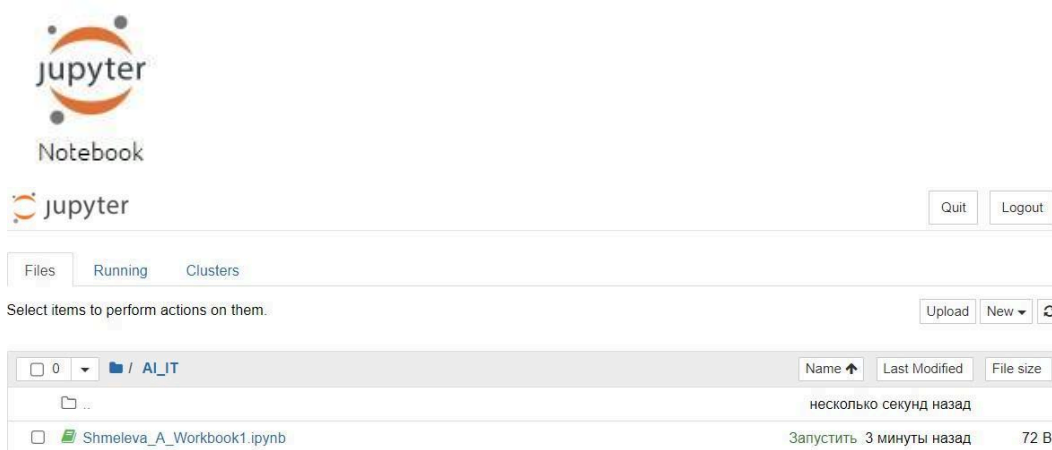 jupyter
Notebook
jupyter
Quit Logout
Files Running Clusters
Select items to perform actions on them.
Upload New
0 / AI_IT Name Last Modified File size
.. несколько секунд назад
Shmeleva_A_Workbook1.ipynb Запустить 3 минуты назад 72 B